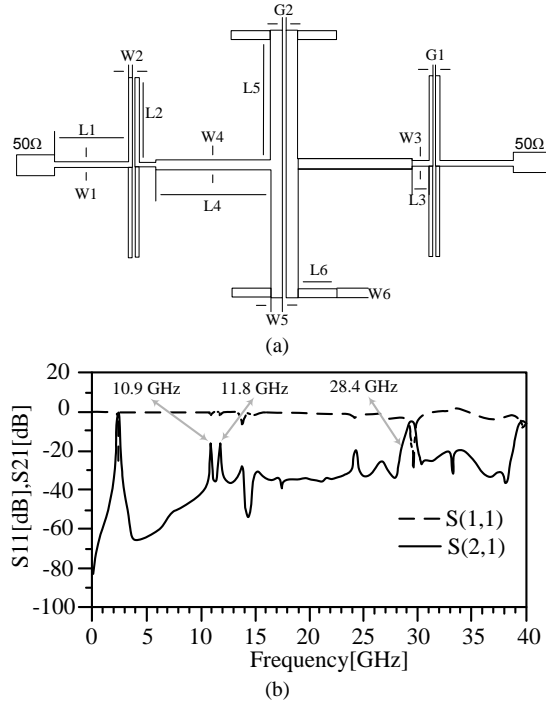 G2
W2
G1
L5
L2
L1
W4
W3
50Ω
50Ω
W1
L4
L3
L6
W6
W5
(a)
20
10.9 GHz
11.8 GHz
28.4 GHz
0
-20
-40
-60
-80
-100
S11[dB],S21[dB]
S(1,1)
S(2,1)
0 5 10 15 20 25 30 35 40
Frequency[GHz]
(b)